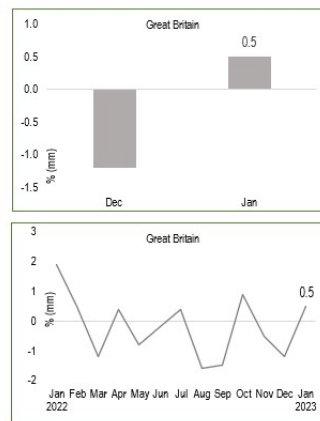 Great Britain
1.0
0.5
0.5
0.0
-0.5
-1.0
-1.5
% (mm)
Dec Jan
Great Britain
3
2
1
0.5
0
-1
-2
% (mm)
Jan Feb Mar Apr May Jun Jul Aug Sep Oct Nov Dec Jan
2022 2023